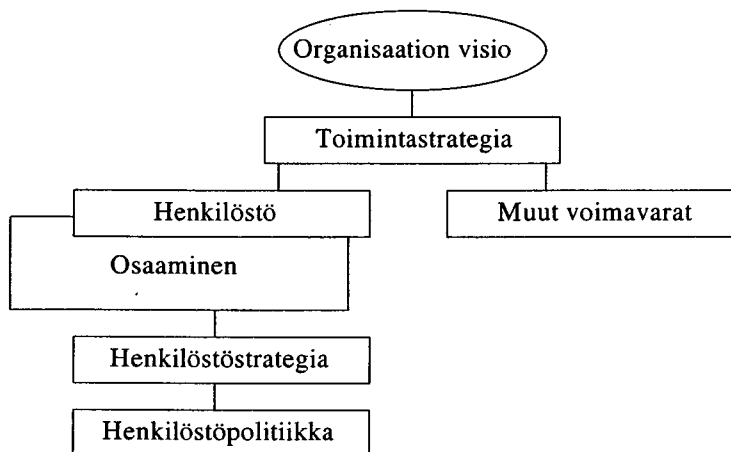 Organisaation visio
Toimintastrategia
Henkilöstö
Muut voimavarat
Osaaminen
Henkilöstöstrategia
Henkilöstöpolitiikka